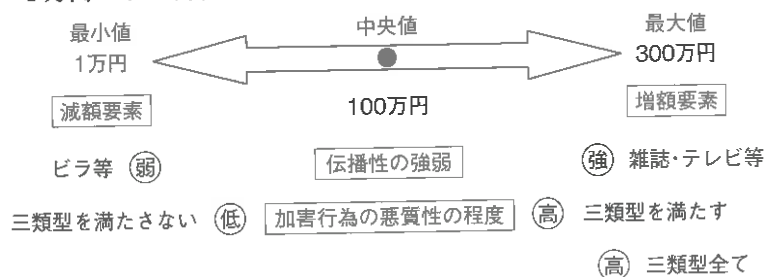 最小値 中央値 最大値
1万円 300万円
減額要素 100万円 増額要素
ビラ等 弱 伝播性の強弱 強 雑誌・テレビ等
三類型を満たさない 低 加害行為の悪質性の程度 高 三類型を満たす
高 三類型全て